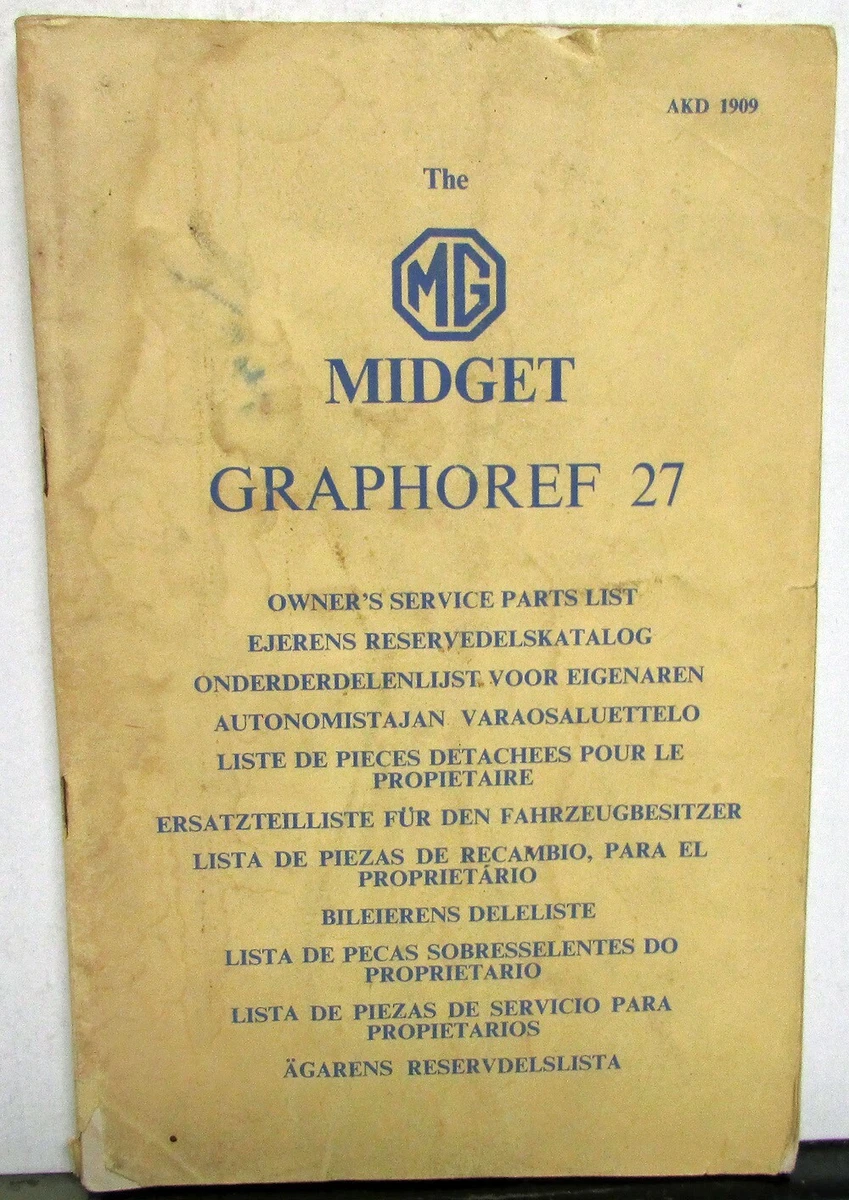 AKD 1909
The
MG
MIDGET
GRAPHOREF 27
OWNER'S SERVICE PARTS LIST
EJERENS RESERVEDELSKATALOG
ONDERDERDELENLIJST VOOR EIGENAREN
AUTONOMISTAJAN VARAOSALUETTELO
LISTE DE PIECES DETACHEES POUR LE
PROPIETAIRE
ERSATZTEILLISTE FÜR DEN FAHRZEUGBESITZER
LISTA DE PIEZAS DE RECAMBIO, PARA EL
PROPRIETÁRIO
BILEIERENS DELELISTE
LISTA DE PECAS SOBRESSELENTES DO
PROPRIETARIO
LISTA DE PIEZAS DE SERVICIO PARA
PROPIETARIOS
ÄGARENS RESERVDELSLISTA